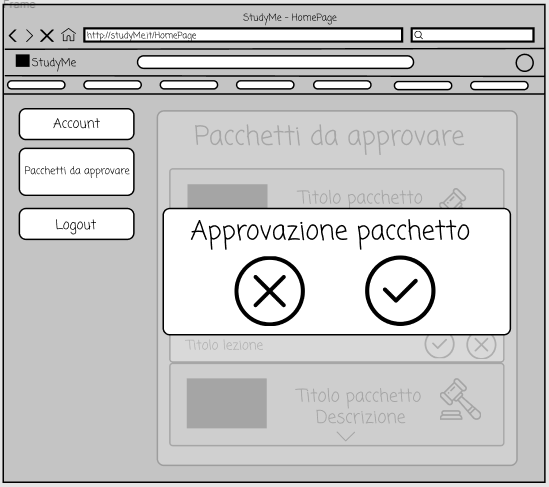 Frame
StudyMe - HomePage
http://studyMe.it/HomePage
StudyMe
Account
Pacchetti da approvare
Logout
Pacchetti da approvare
Titolo pacchetto
Approvazione pacchetto
Titolo lezione
Titolo pacchetto
Descrizione